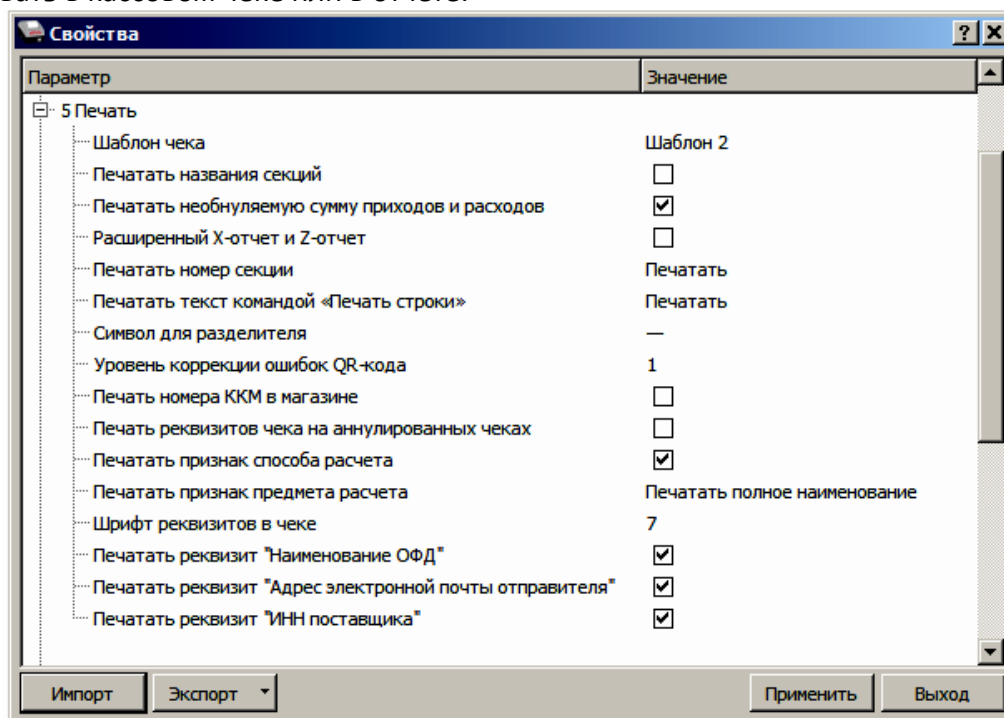 Свойства
Параметр Значение
5 Печать
Шаблон чека Шаблон 2
Печатать названия секций
Печатать необнуляемую сумму приходов и расходов
Расширенный X-отчет и Z-отчет
Печатать номер секции Печатать
Печатать текст командой «Печать строки» Печатать
Символ для разделителя —
Уровень коррекции ошибок QR-кода 1
Печать номера ККМ в магазине
Печать реквизитов чека на аннулированных чеках
Печатать признак способа расчета
Печатать признак предмета расчета Печатать полное наименование
Шрифт реквизитов в чеке 7
Печатать реквизит "Наименование ОФД"
Печатать реквизит "Адрес электронной почты отправителя"
Печатать реквизит "ИНН поставщика"
Импорт Экспорт Применить Выход